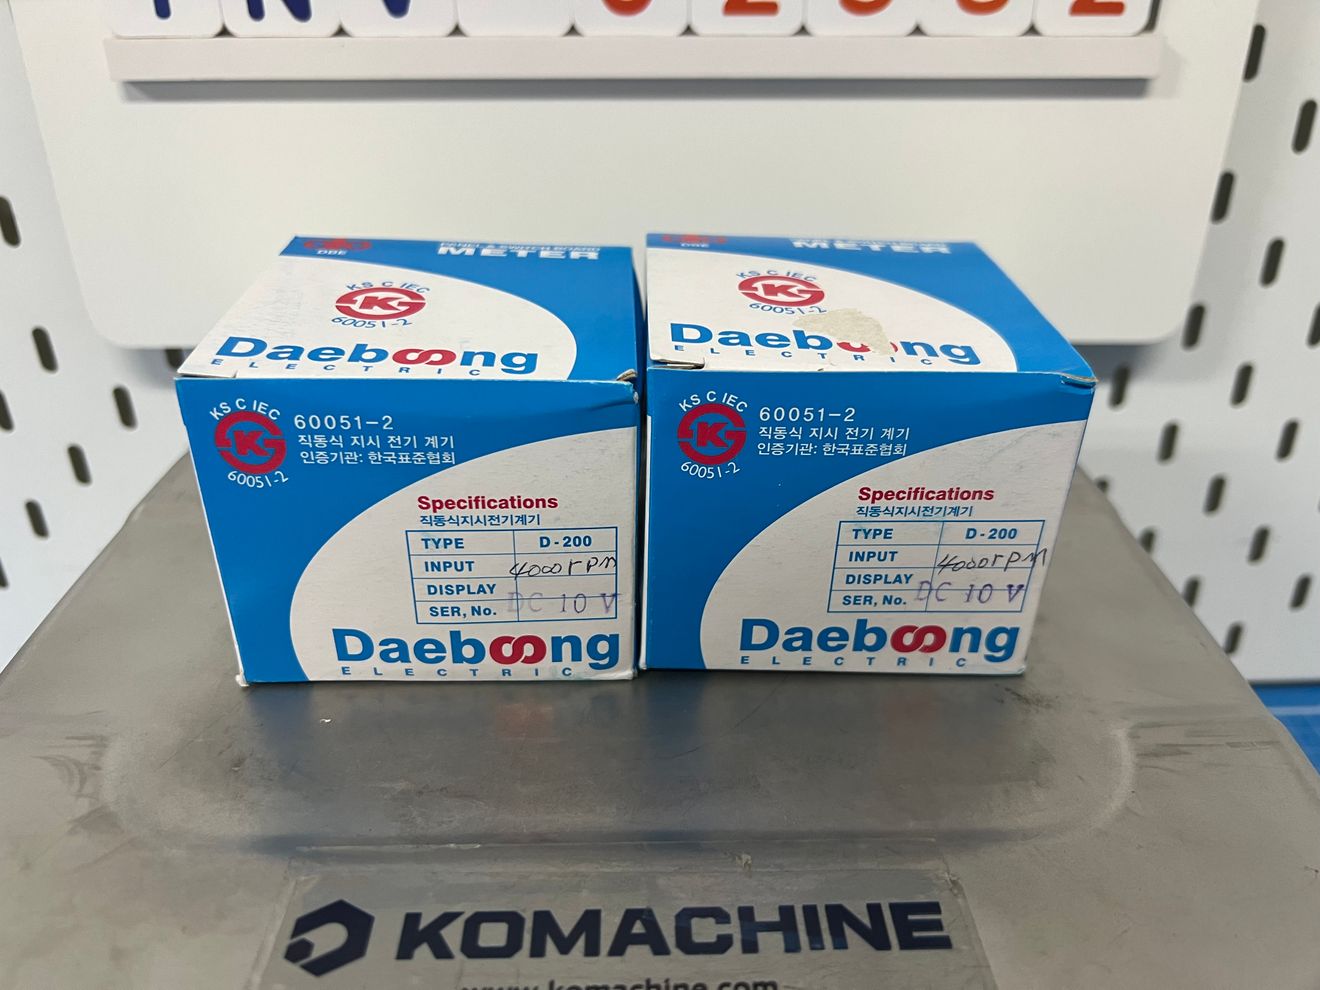 DBE
METER
KS C IEC
60051-2
Daeboong
ELECTRIC
KS C IEC
60051-2
60051-2
직동식 지시 전기 계기
인증기관: 한국표준협회
Specifications
직동식지시전기계기
TYPE D-200
INPUT 4000rpm
DISPLAY
SER, No. DC 10 V
Daeboong
ELECTRIC
DBE
METER
KS C IEC
60051-2
Daeboong
ELECTRIC
KS C IEC
60051-2
60051-2
직동식 지시 전기 계기
인증기관: 한국표준협회
Specifications
직동식지시전기계기
TYPE D-200
INPUT 4000rpm
DISPLAY
SER, No. DC 10 V
Daeboong
ELECTRIC
KOMACHINE
www.komachine.com